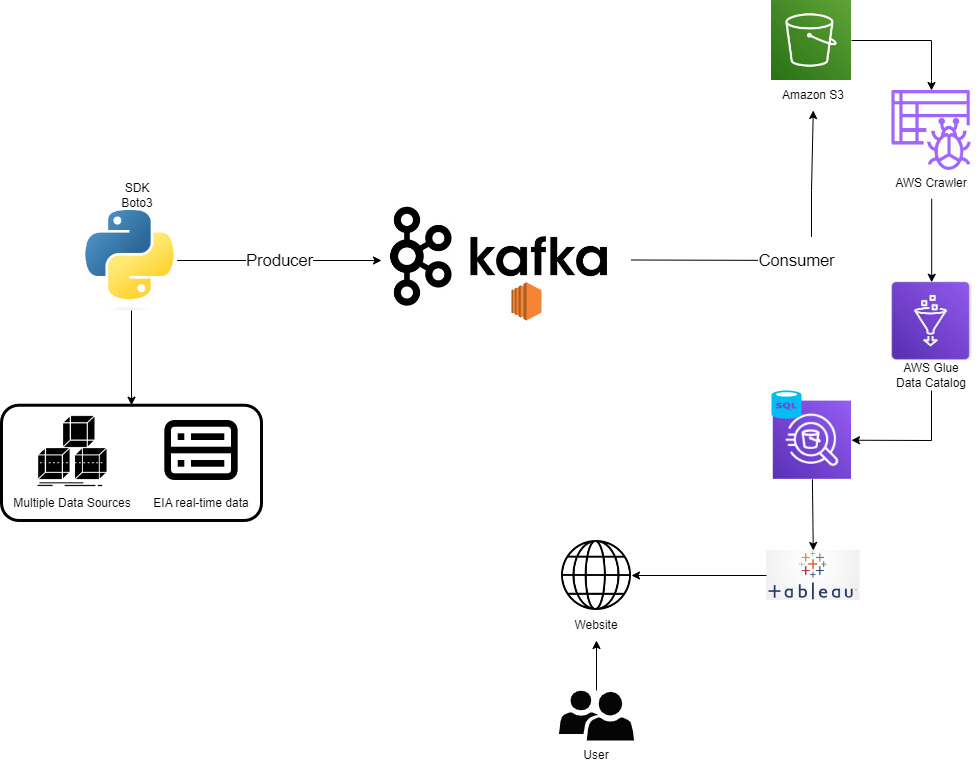 Amazon S3
AWS Crawler
SDK
Boto3
Producer
kafka
Consumer
AWS Glue
Data Catalog
SQL
Multiple Data Sources
EIA real-time data
+ableau
Website
User